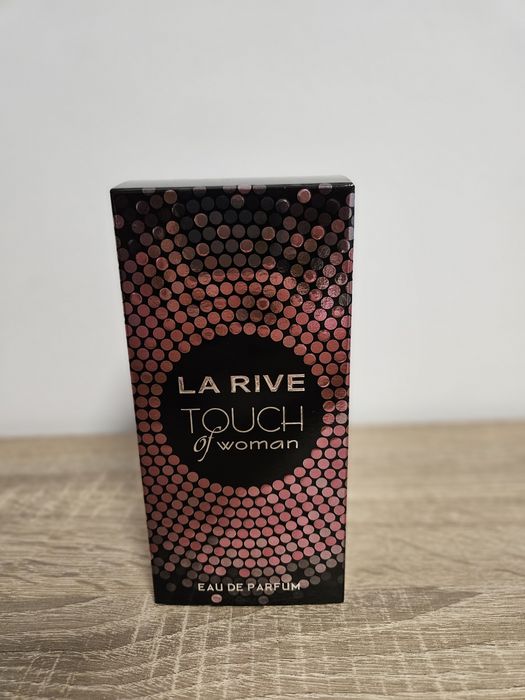 LA RIVE
TOUCH
of woman
EAU DE PARFUM